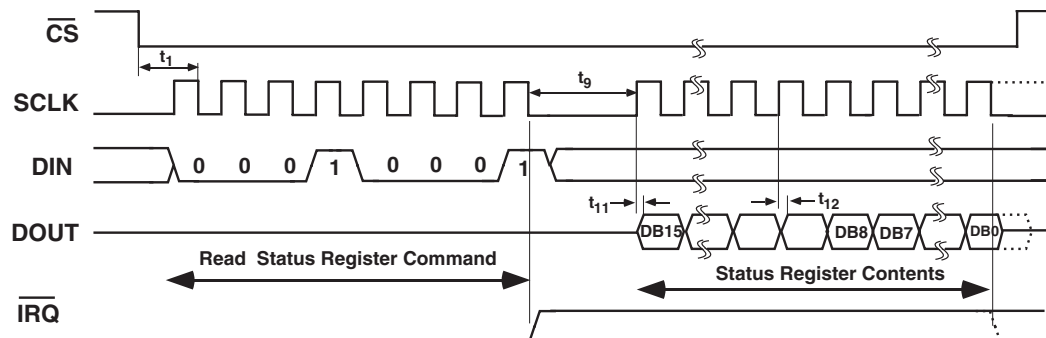 CS
t1
SCLK
t9
DIN
0 0 0 1 0 0 0 1
t11
t12
DOUT
DB15
DB8
DB7
DB0
Read Status Register Command
Status Register Contents
IRQ